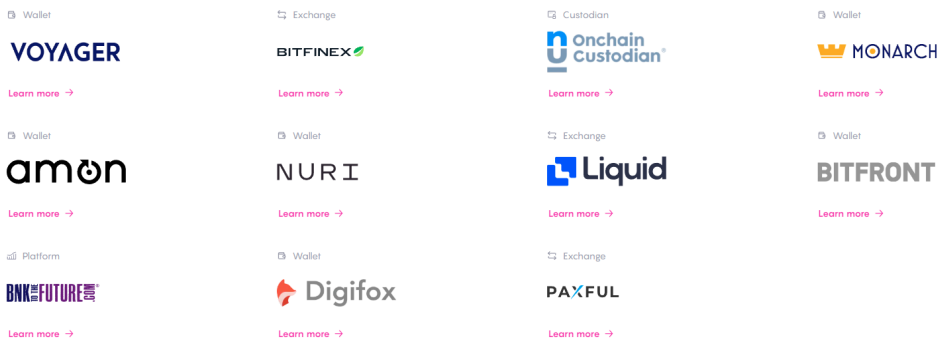 Wallet
VOYAGER
Learn more
Exchange
BITFINEX
Learn more
Custodian
Onchain
Custodian®
Learn more
Wallet
MONARCH
Learn more
Wallet
amon
Learn more
Wallet
NURI
Learn more
Exchange
Liquid
Learn more
Wallet
BITFRONT
Learn more
Platform
BNK TO THE FUTURE .COM®
Learn more
Wallet
Digifox
Learn more
Exchange
PAXFUL
Learn more